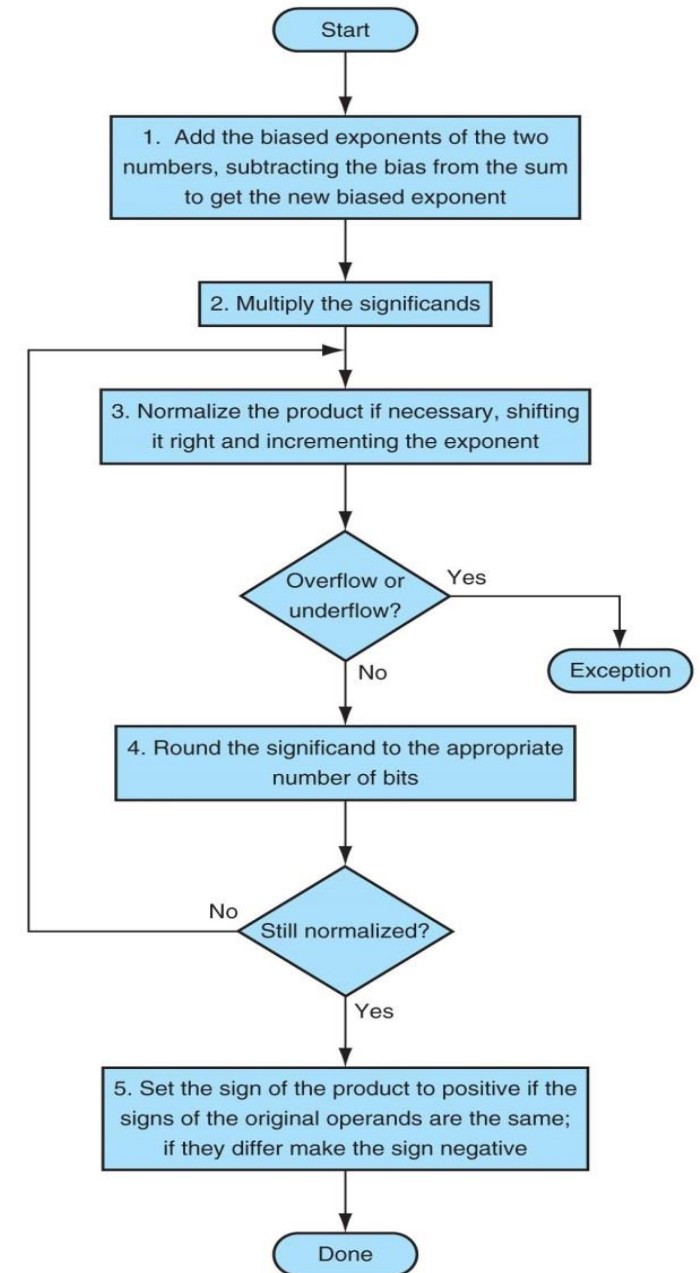 Start
1. Add the biased exponents of the two
numbers, subtracting the bias from the sum
to get the new biased exponent
2. Multiply the significands
3. Normalize the product if necessary, shifting
it right and incrementing the exponent
Overflow or
underflow?
Yes
Exception
No
4. Round the significand to the appropriate
number of bits
No
Still normalized?
Yes
5. Set the sign of the product to positive if the
signs of the original operands are the same;
if they differ make the sign negative
Done